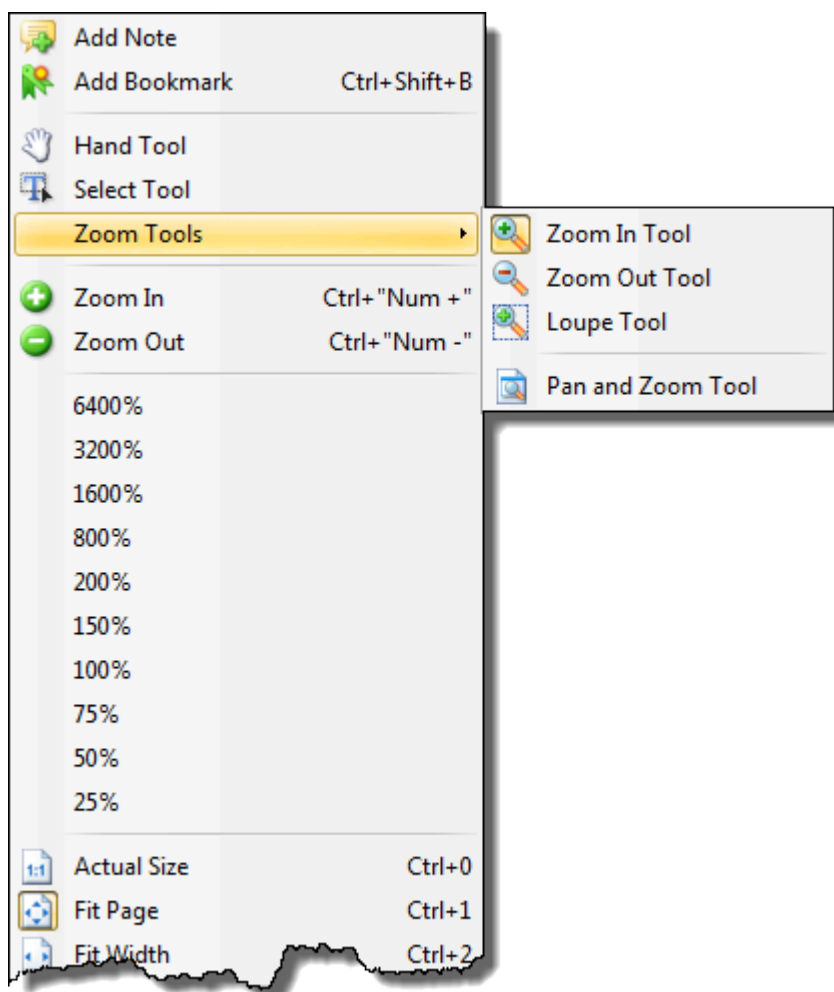 Add Note
Add Bookmark Ctrl+Shift+B
Hand Tool
Select Tool
Zoom Tools
Zoom In Tool
Zoom Out Tool
Loupe Tool
Pan and Zoom Tool
Zoom In Ctrl+"Num +"
Zoom Out Ctrl+"Num -"
6400%
3200%
1600%
800%
200%
150%
100%
75%
50%
25%
1:1 Actual Size Ctrl+0
Fit Page Ctrl+1
Fit Width Ctrl+2